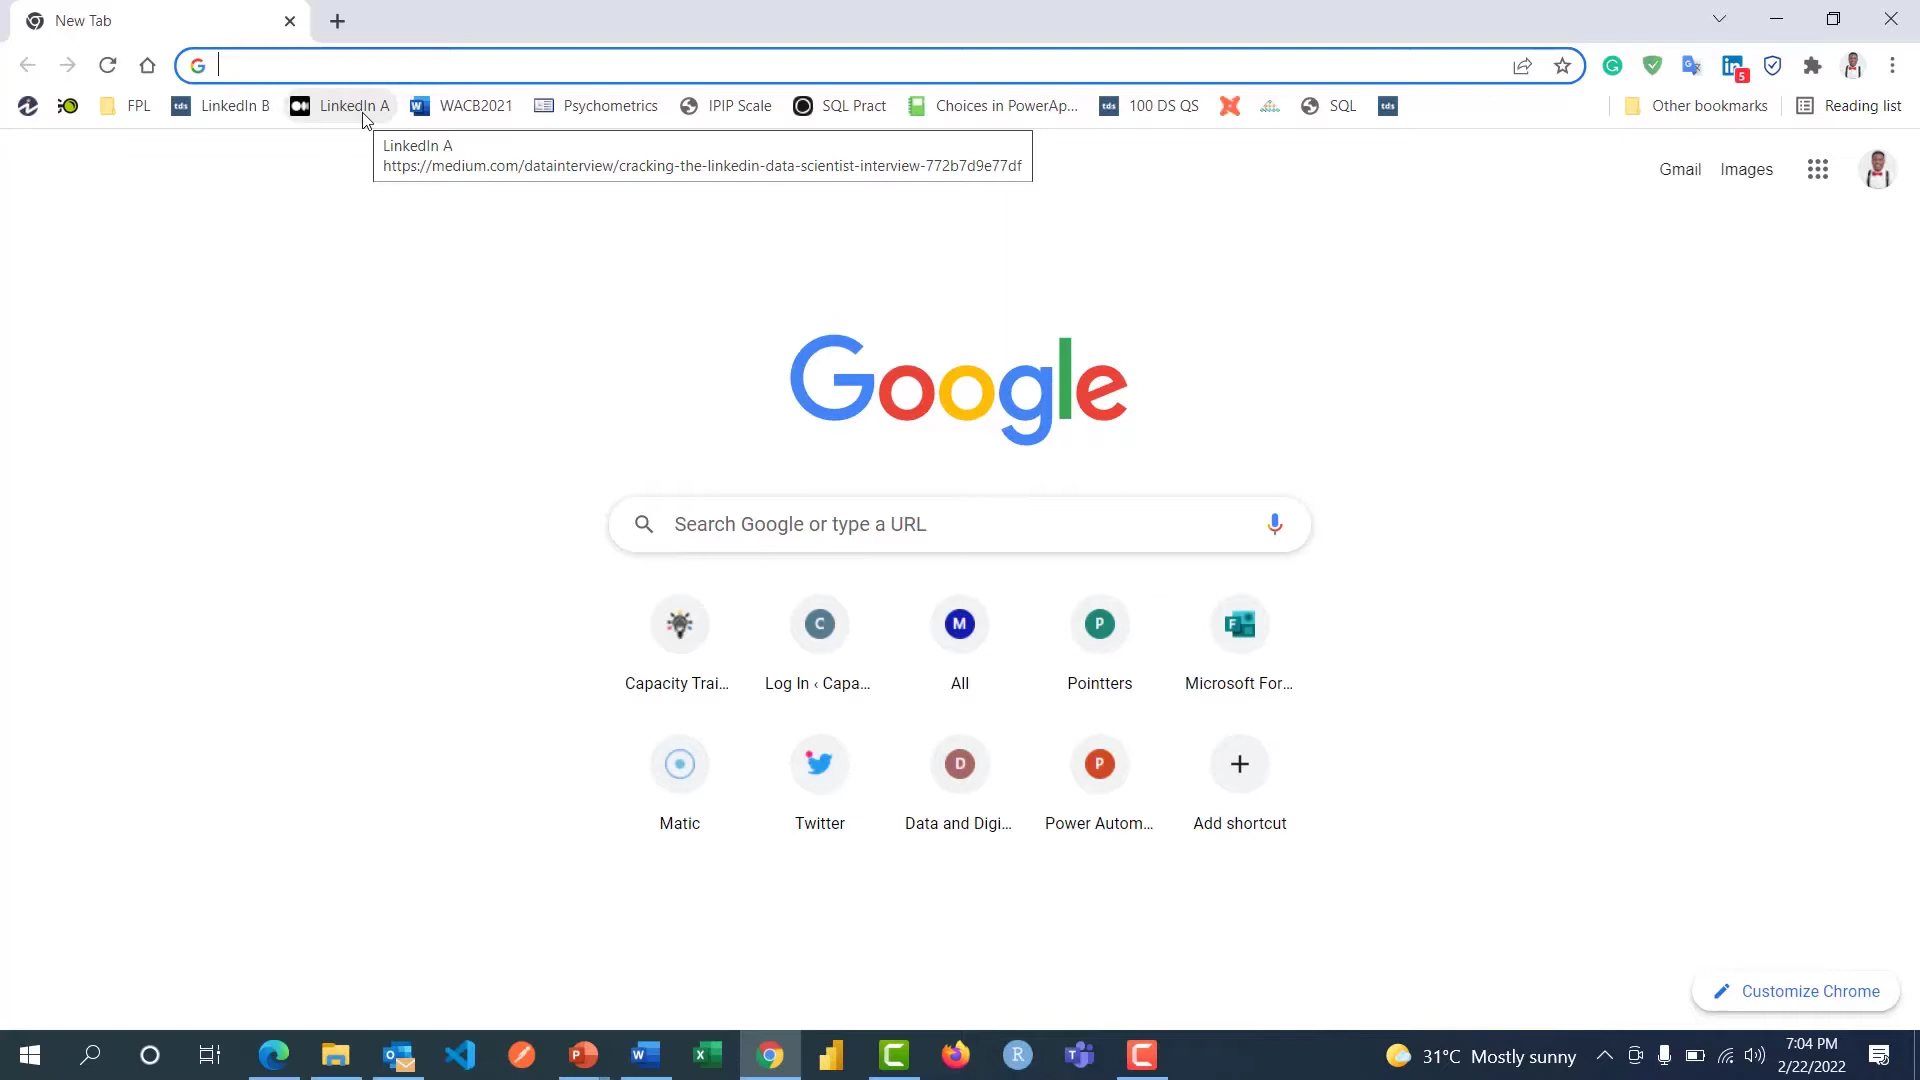 New Tab
FPL
LinkedIn B
LinkedIn A
WACB2021
Psychometrics
IPIP Scale
SQL Pract
Choices in PowerAp...
100 DS QS
SQL
Other bookmarks
Reading list
5
LinkedIn A
https://medium.com/datainterview/cracking-the-linkedin-data-scientist-interview-772b7d9e77df
Gmail
Images
Google
Search Google or type a URL
C
M
P
F
Capacity Trai...
Log In ‹ Capa...
All
Pointters
Microsoft For...
D
P
Matic
Twitter
Data and Digi...
Power Autom...
Add shortcut
Customize Chrome
31°C Mostly sunny
7:04 PM
2/22/2022